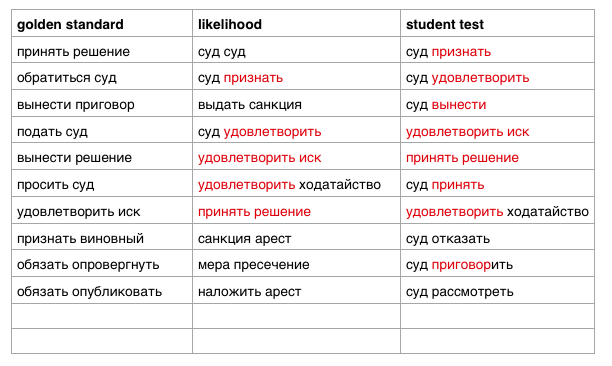 golden standard likelihood student test
принять решение суд суд суд признать
обратиться суд суд признать суд удовлетворить
вынести приговор выдать санкция суд вынести
подать суд суд удовлетворить удовлетворить иск
вынести решение удовлетворить иск принять решение
просить суд удовлетворить ходатайство суд принять
удовлетворить иск принять решение удовлетворить ходатайство
признать виновный санкция арест суд отказать
обязать опровергнуть мера пресечение суд приговорить
обязать опубликовать наложить арест суд рассмотреть